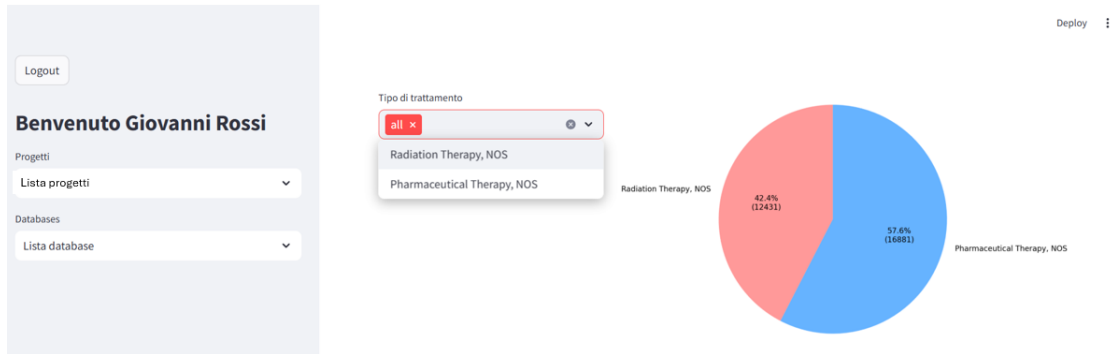 Deploy
Logout
Benvenuto Giovanni Rossi
Progetti
Lista progetti
Databases
Lista database
Tipo di trattamento
all ×
Radiation Therapy, NOS
Pharmaceutical Therapy, NOS
Radiation Therapy, NOS
42.4%
(12431)
57.6%
(16881)
Pharmaceutical Therapy, NOS